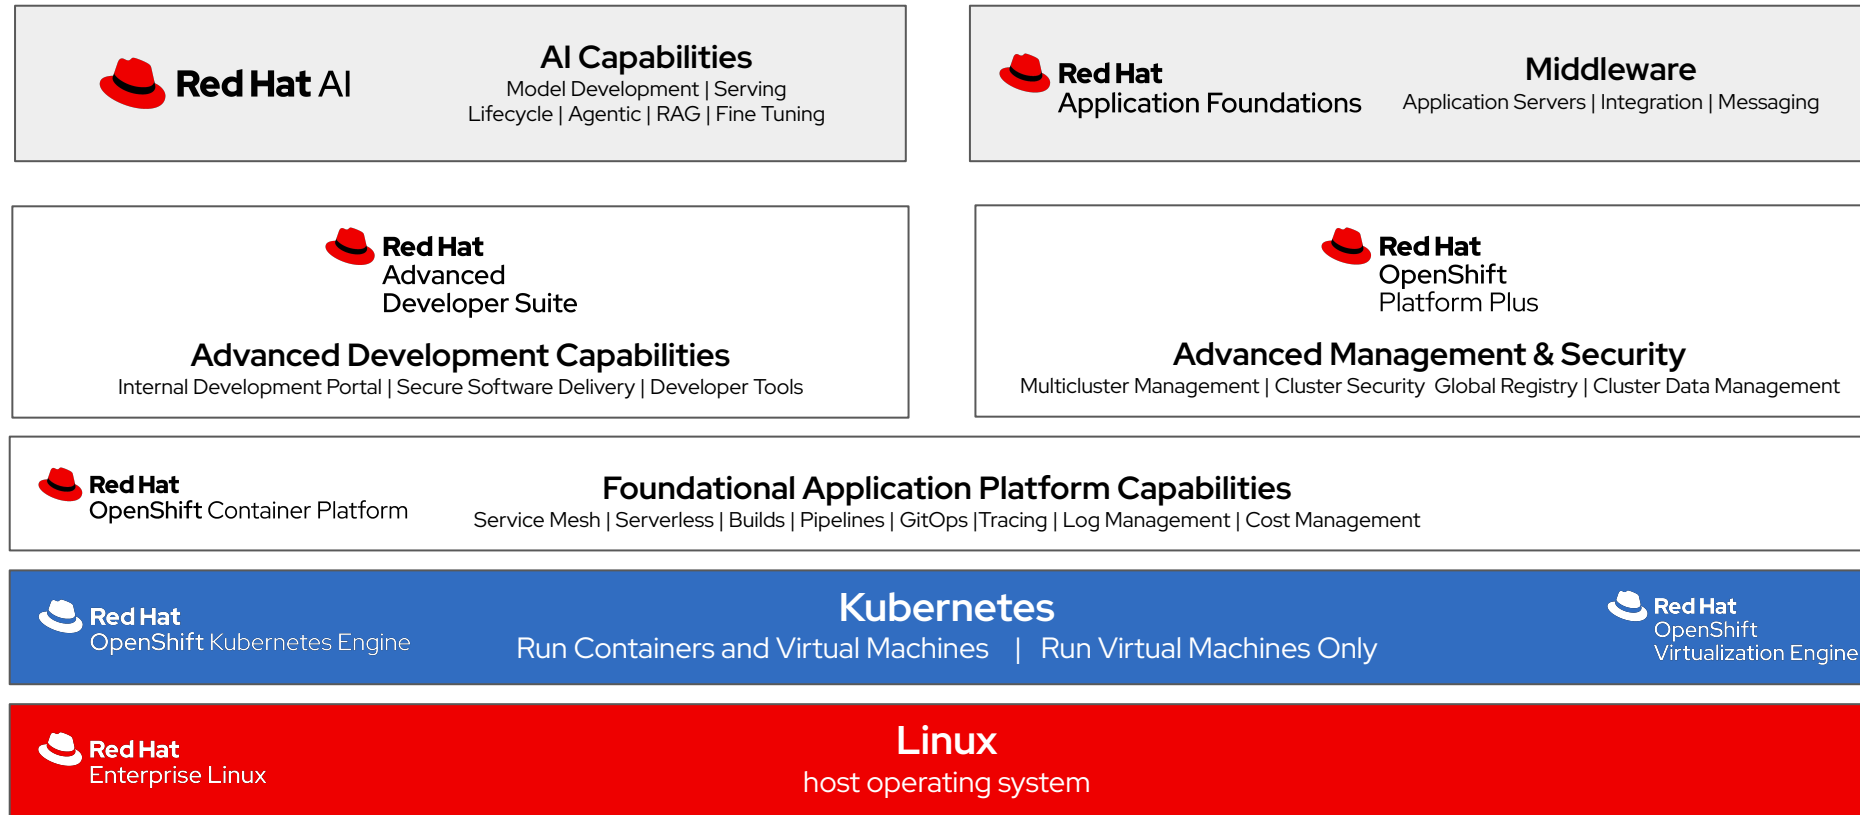 Red Hat AI
AI Capabilities
Model Development | Serving
Lifecycle | Agentic | RAG | Fine Tuning
Red Hat
Application Foundations
Middleware
Application Servers | Integration | Messaging
Red Hat
Advanced
Developer Suite
Advanced Development Capabilities
Internal Development Portal | Secure Software Delivery | Developer Tools
Red Hat
OpenShift
Platform Plus
Advanced Management & Security
Multicluster Management | Cluster Security  Global Registry | Cluster Data Management
Red Hat
OpenShift Container Platform
Foundational Application Platform Capabilities
Service Mesh | Serverless | Builds | Pipelines | GitOps |Tracing | Log Management | Cost Management
Red Hat
OpenShift Kubernetes Engine
Kubernetes
Run Containers and Virtual Machines | Run Virtual Machines Only
Red Hat
OpenShift
Virtualization Engine
Red Hat
Enterprise Linux
Linux
host operating system